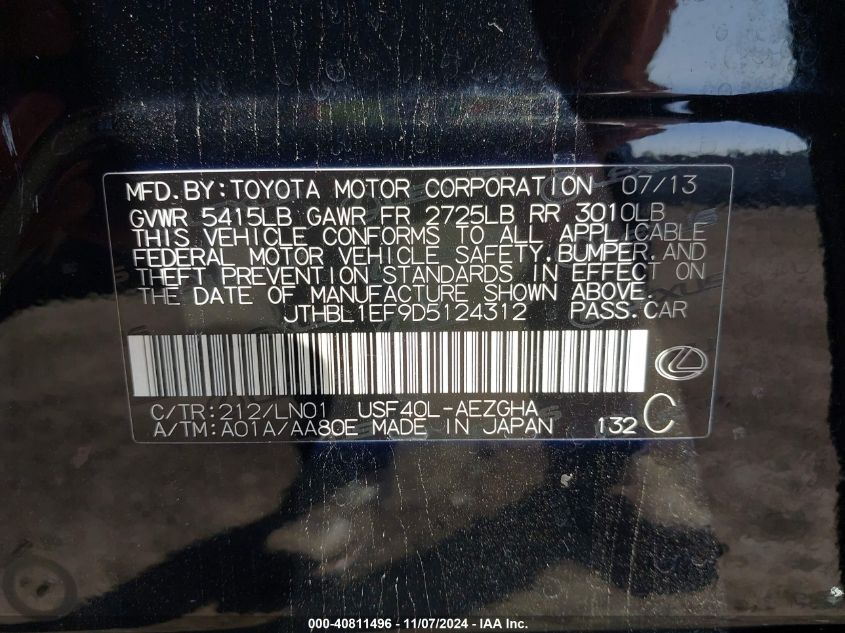 MFD.BY:TOYOTA MOTOR CORPORATION 07/13
GVWR 5415LB GAWR FR 2725LB RR 3010LB
THIS VEHICLE CONFORMS TO ALL APPLICABLE
FEDERAL MOTOR VEHICLE SAFETY,BUMPER,AND
THEFT PREVENTION STANDARDS IN EFFECT ON
THE DATE OF MANUFACTURE SHOWN ABOVE.
JTHBL1EF9D5124312 PASS.CAR
C/TR:212/LN01 USF40L-AEZGHA
A/TM:A01A/AA80E MADE IN JAPAN 132 C
000-40811496 - 11/07/2024 - IAA Inc.